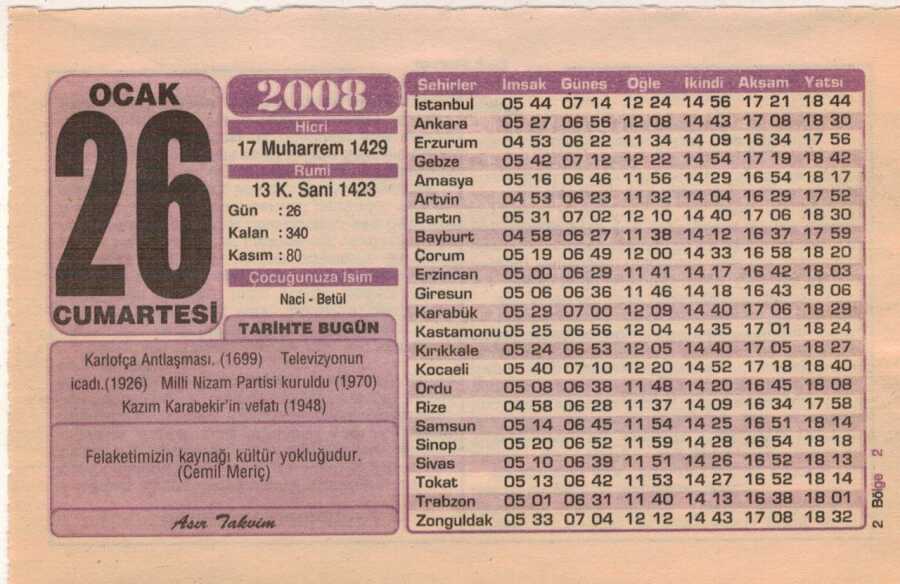 OCAK
26
CUMARTESİ
2008
Hicri
17 Muharrem 1429
Rumi
13 K. Sani 1423
Gün : 26
Kalan : 340
Kasım : 80
Çocuğunuza İsim
Naci - Betül
TARİHTE BUGÜN
Karlofça Antlaşması. (1699) Televizyonun
icadı.(1926) Milli Nizam Partisi kuruldu (1970)
Kazım Karabekir'in vefatı (1948)
Felaketimizin kaynağı kültür yokluğudur.
(Cemil Meriç)
Asır Takvim
Şehirler İmsak Güneş Öğle İkindi Akşam Yatsı
İstanbul 05 44 07 14 12 24 14 56 17 21 18 44
Ankara 05 27 06 56 12 08 14 43 17 08 18 30
Erzurum 04 53 06 22 11 34 14 09 16 34 17 56
Gebze 05 42 07 12 12 22 14 54 17 19 18 42
Amasya 05 16 06 46 11 56 14 29 16 54 18 17
Artvin 04 53 06 23 11 32 14 04 16 29 17 52
Bartın 05 31 07 02 12 10 14 40 17 06 18 30
Bayburt 04 58 06 27 11 38 14 12 16 37 17 59
Çorum 05 19 06 49 12 00 14 33 16 58 18 20
Erzincan 05 00 06 29 11 41 14 17 16 42 18 03
Giresun 05 06 06 36 11 46 14 18 16 43 18 06
Karabük 05 29 07 00 12 09 14 40 17 06 18 29
Kastamonu 05 25 06 56 12 04 14 35 17 01 18 24
Kırıkkale 05 24 06 53 12 05 14 40 17 05 18 27
Kocaeli 05 40 07 10 12 20 14 52 17 18 18 40
Ordu 05 08 06 38 11 48 14 20 16 45 18 08
Rize 04 58 06 28 11 37 14 09 16 34 17 58
Samsun 05 14 06 45 11 54 14 25 16 51 18 14
Sinop 05 20 06 52 11 59 14 28 16 54 18 18
Sivas 05 10 06 39 11 51 14 26 16 52 18 13
Tokat 05 13 06 42 11 53 14 27 16 52 18 14
Trabzon 05 01 06 31 11 40 14 13 16 38 18 01
Zonguldak 05 33 07 04 12 12 14 43 17 08 18 32
2 Bölge 2